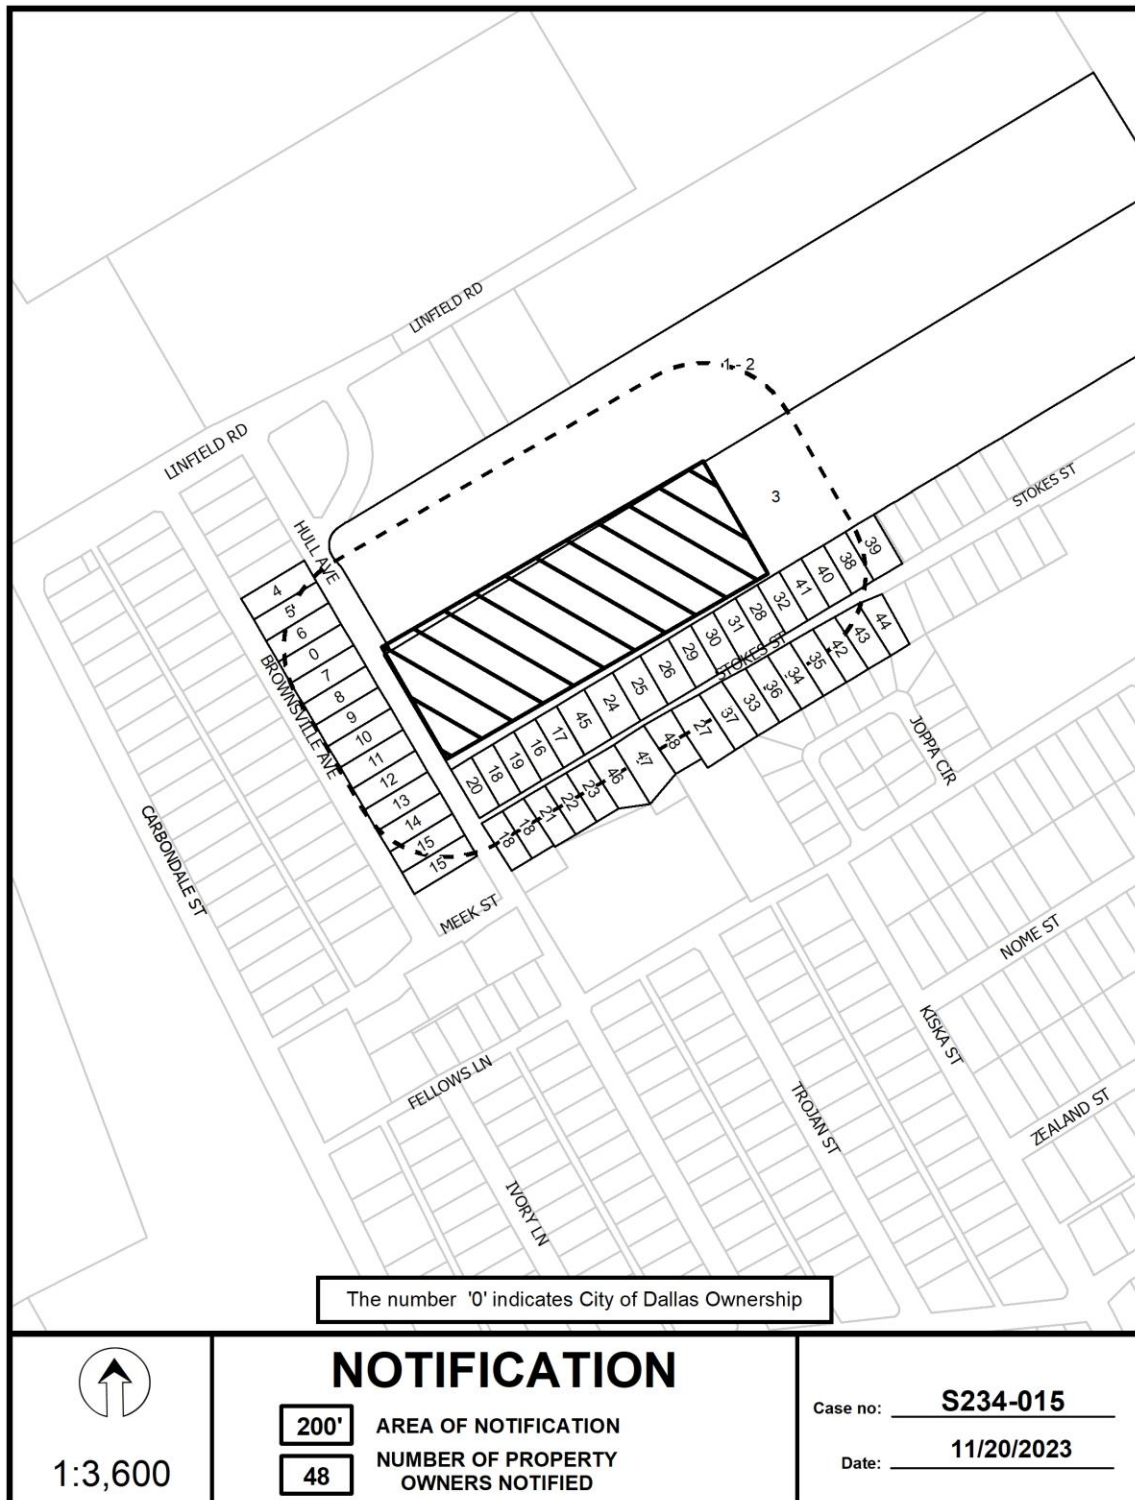 LINFIELD RD
1 - 2
LINFIELD RD
3
STOKES ST
HULL AVE
4
5
6
0
7
8
9
10
11
12
13
14
15
15
BROWNSVILLE AVE
CARBONDALE ST
20
18
19
16
17
45
24
25
26
29
30
31
28
32
41
40
38
39
STOKES ST
18
18
21
22
23
46
47
48
27
37
33
36
34
35
42
43
44
JOPPA CIR
MEEK ST
NOME ST
KISKA ST
FELLOWS LN
TROJAN ST
ZEALAND ST
IVORY LN
The number '0' indicates City of Dallas Ownership
1:3,600
NOTIFICATION
200' AREA OF NOTIFICATION
48 NUMBER OF PROPERTY
OWNERS NOTIFIED
Case no: S234-015
Date: 11/20/2023